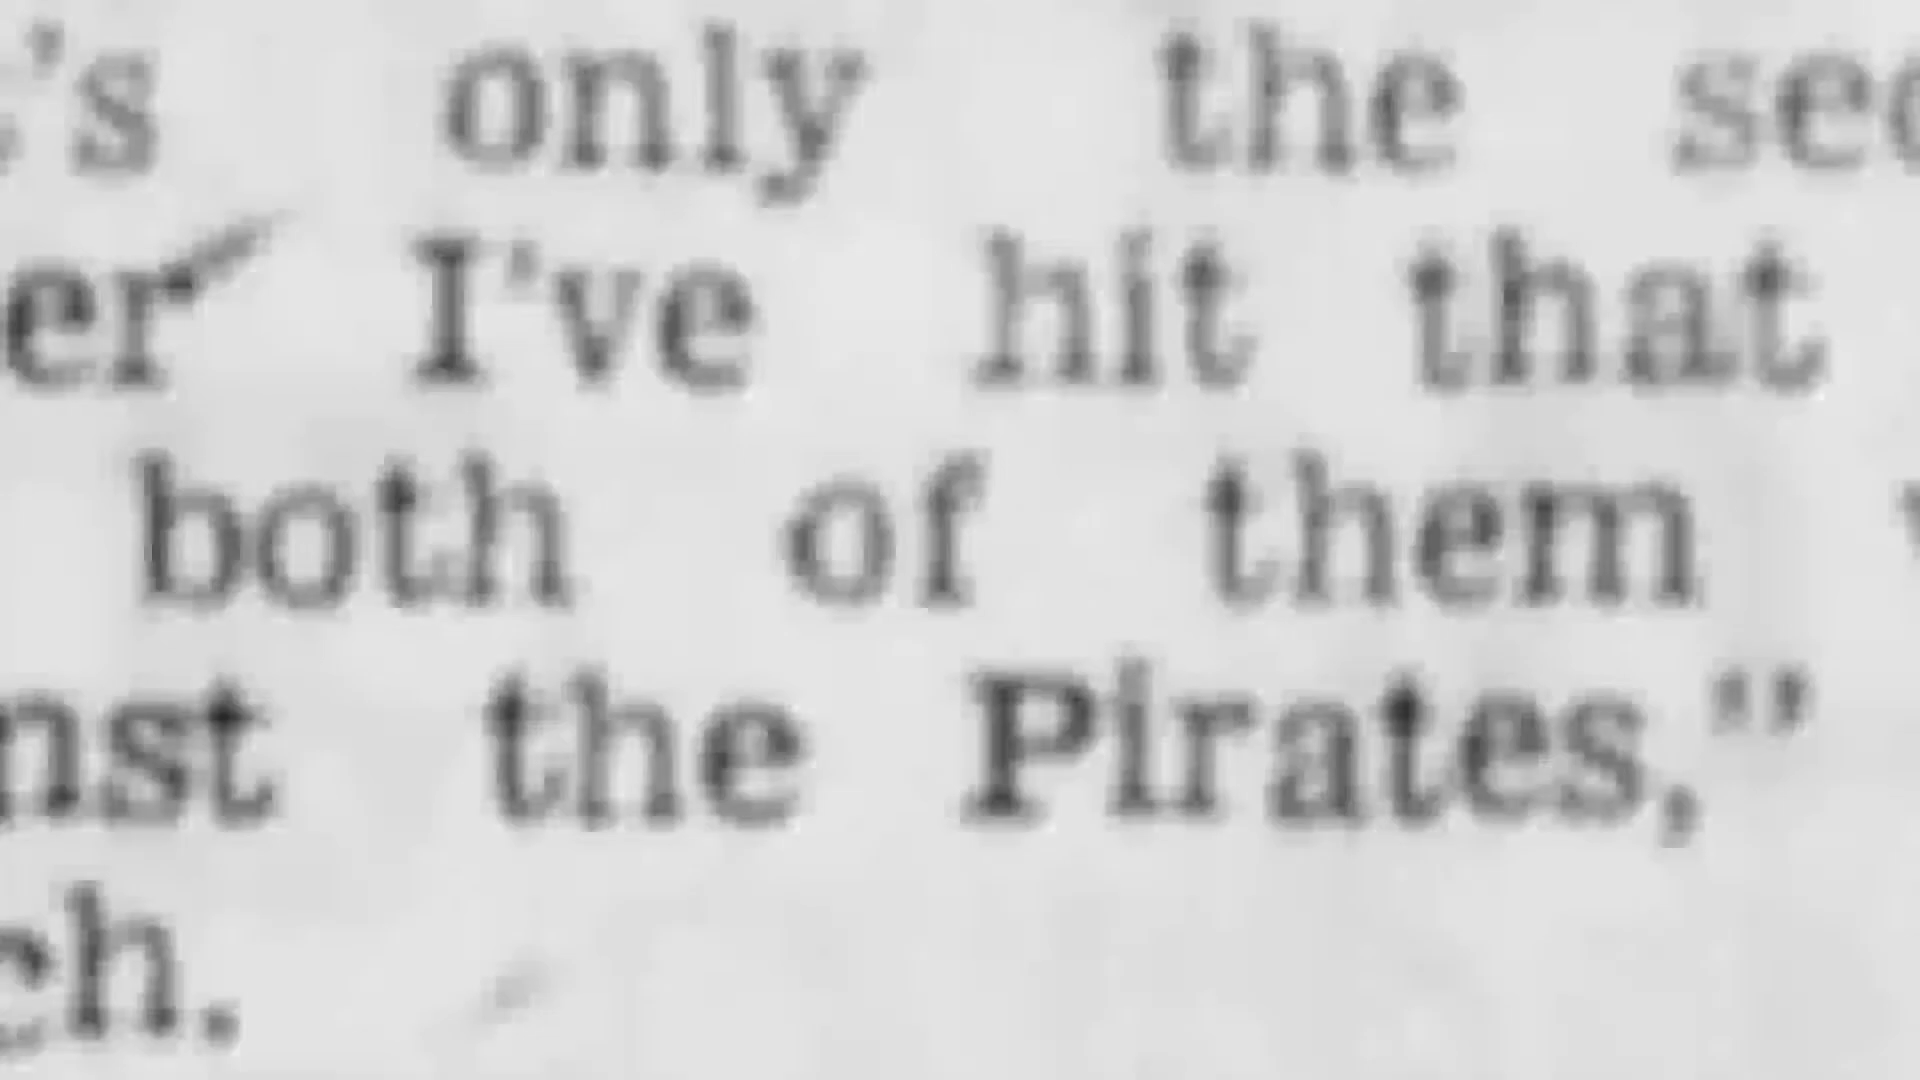 's only the sec
er I've hit that
both of them
nst the Pirates,"
ch.